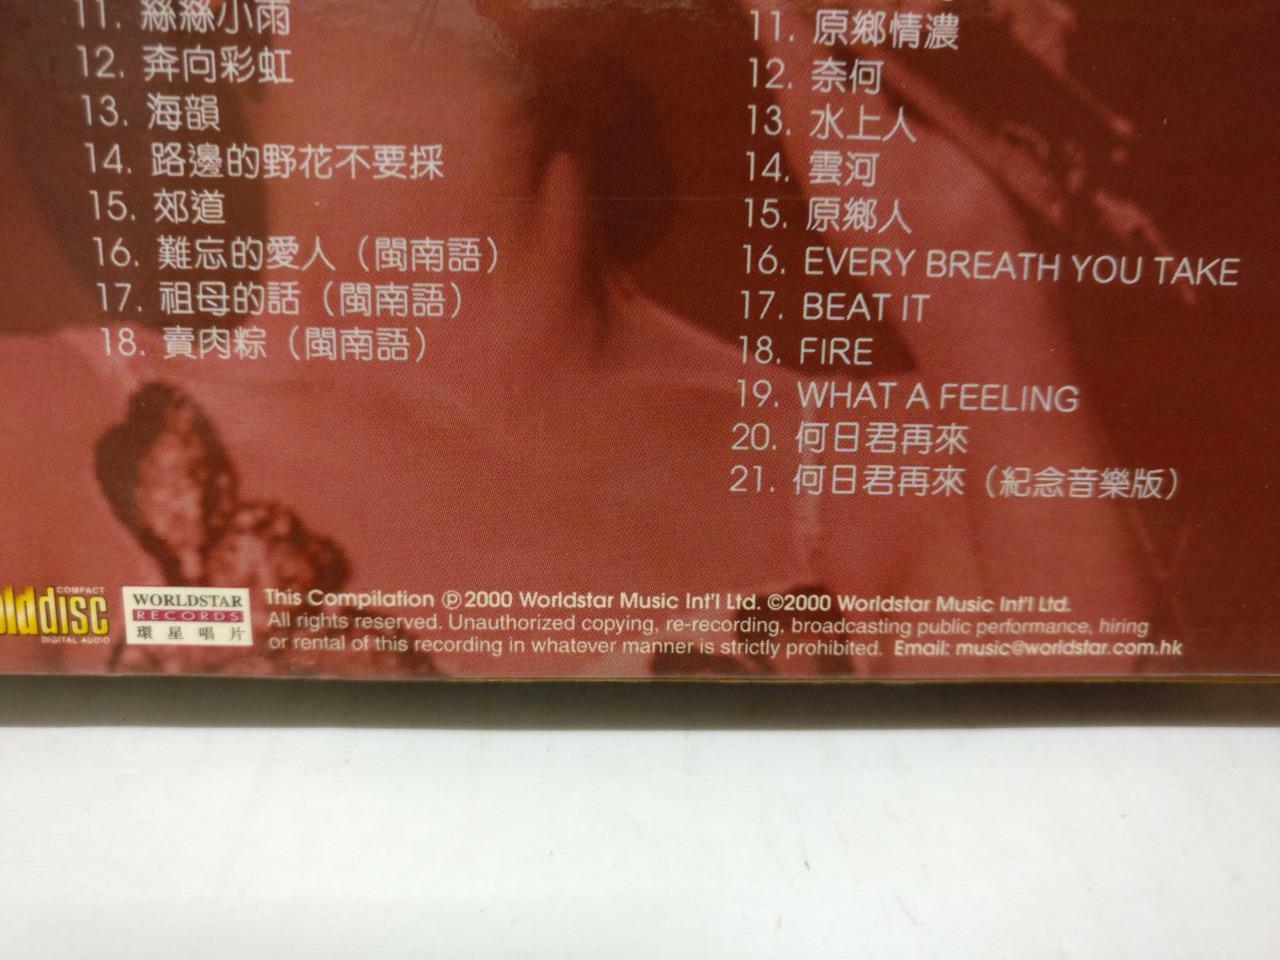 11. 絲絲小雨
12. 奔向彩虹
13. 海韻
14. 路邊的野花不要採
15. 郊道
16. 難忘的愛人（閩南語）
17. 祖母的話（閩南語）
18. 賣肉粽（閩南語）
11. 原鄉情濃
12. 奈何
13. 水上人
14. 雲河
15. 原鄉人
16. EVERY BREATH YOU TAKE
17. BEAT IT
18. FIRE
19. WHAT A FEELING
20. 何日君再來
21. 何日君再來（紀念音樂版）
COMPACT
disc
DIGITAL AUDIO
WORLDSTAR
RECORDS
環星唱片
This Compilation ℗2000 Worldstar Music Int'l Ltd. ©2000 Worldstar Music Int'l Ltd.
All rights reserved. Unauthorized copying, re-recording, broadcasting public performance, hiring
or rental of this recording in whatever manner is strictly prohibited. Email: music@worldstar.com.hk